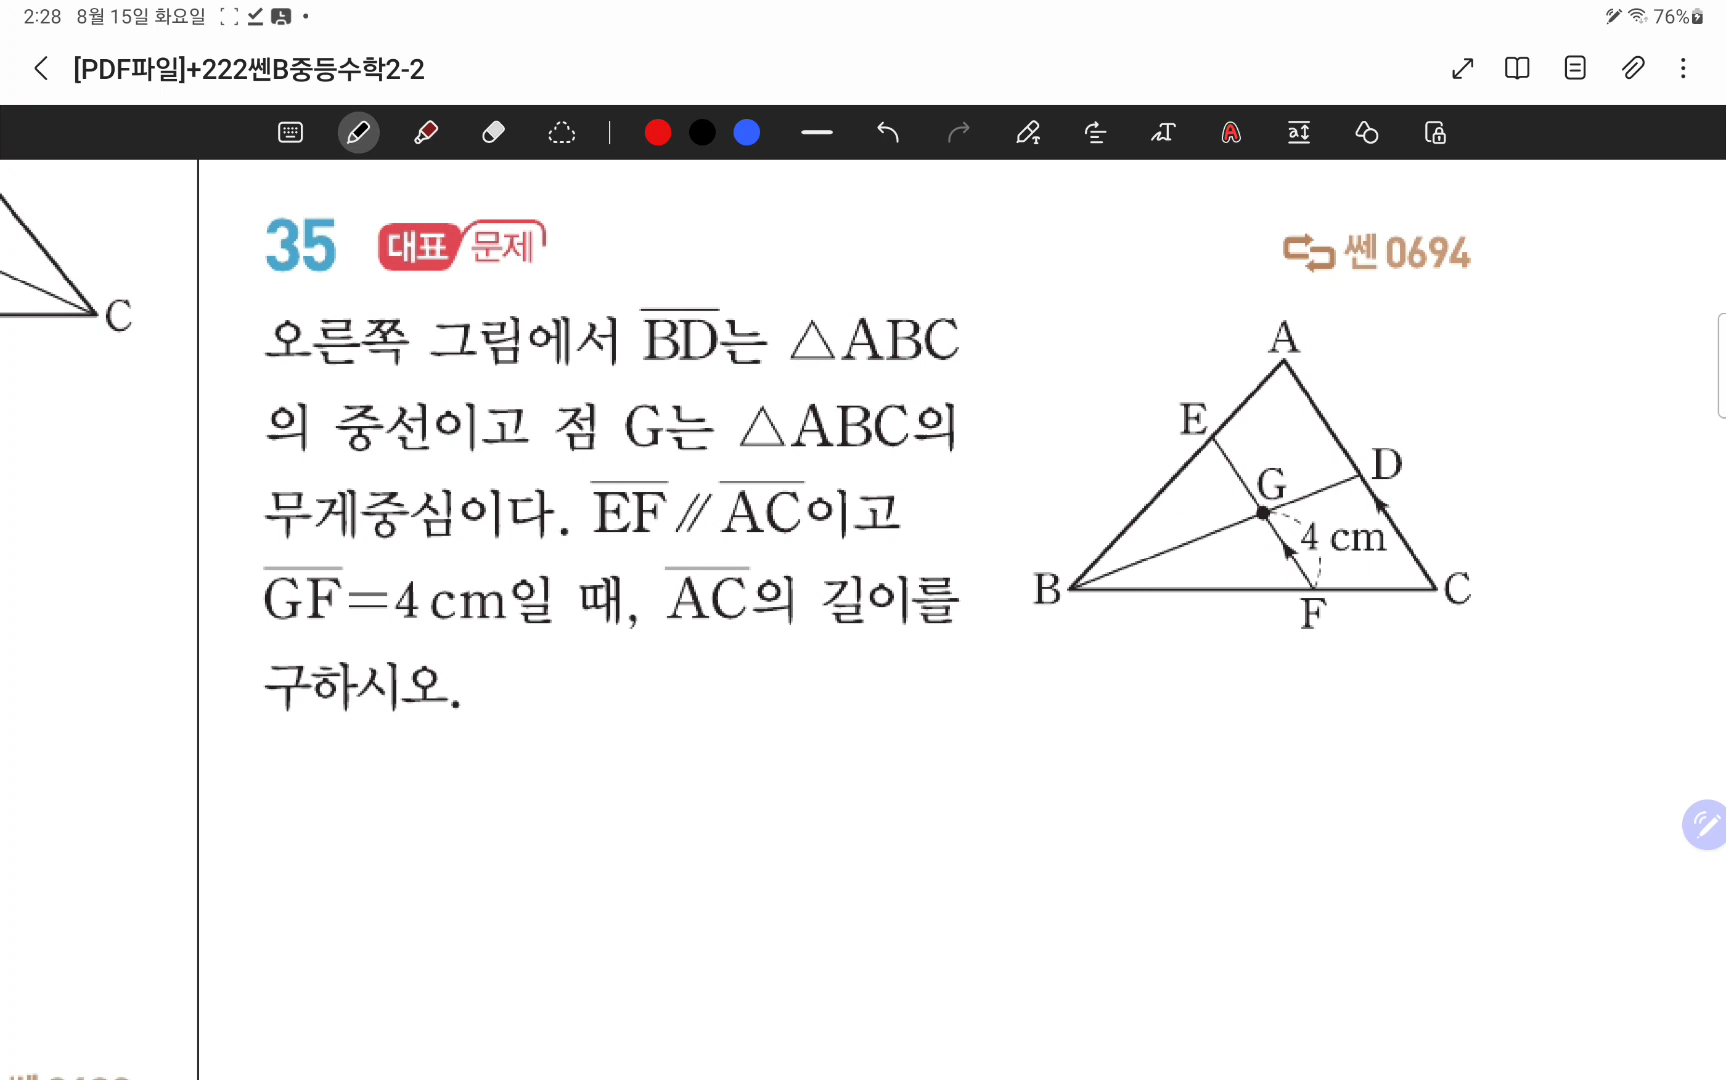 2:28 8월 15일 화요일
76%
[PDF파일]+222쎈B중등수학2-2
C
35 대표 문제
쎈 0694
오른쪽 그림에서 BD는 △ABC
의 중선이고 점 G는 △ABC의
무게중심이다. EF∥AC이고
GF=4cm일 때, AC의 길이를
구하시오.
A
E
D
G
4 cm
B
C
F